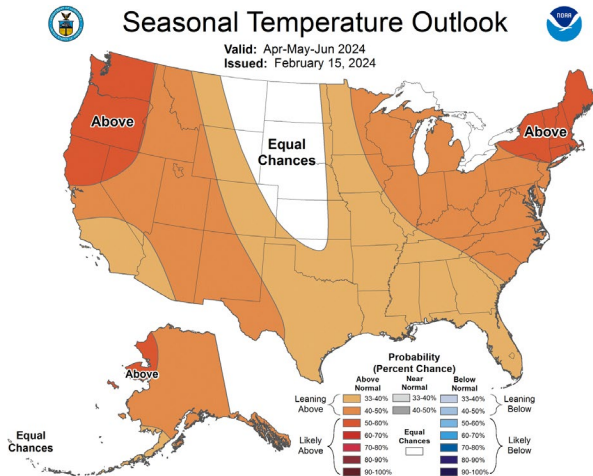 Seasonal Temperature Outlook
NOAA
Valid: Apr-May-Jun 2024
Issued: February 15, 2024
Above
Equal
Chances
Above
Above
Equal
Chances
Probability
(Percent Chance)
Above
Normal
Near
Normal
Below
Normal
Leaning
Above
33-40%
40-50%
33-40%
40-50%
33-40%
40-50%
Leaning
Below
Likely
Above
50-60%
60-70%
70-80%
80-90%
90-100%
Equal
Chances
50-60%
60-70%
70-80%
80-90%
90-100%
Likely
Below